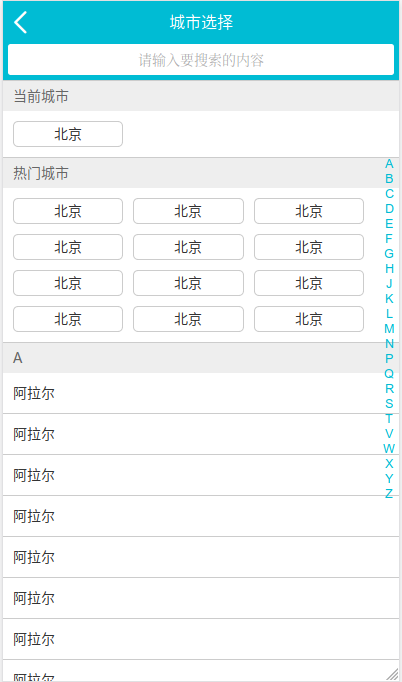 城市选择
请输入要搜索的内容
当前城市
北京
热门城市
北京 北京 北京
北京 北京 北京
北京 北京 北京
北京 北京 北京
A
阿拉尔
阿拉尔
阿拉尔
阿拉尔
阿拉尔
阿拉尔
阿拉尔
阿拉尔
A
B
C
D
E
F
G
H
J
K
L
M
N
P
Q
R
S
T
V
W
X
Y
Z